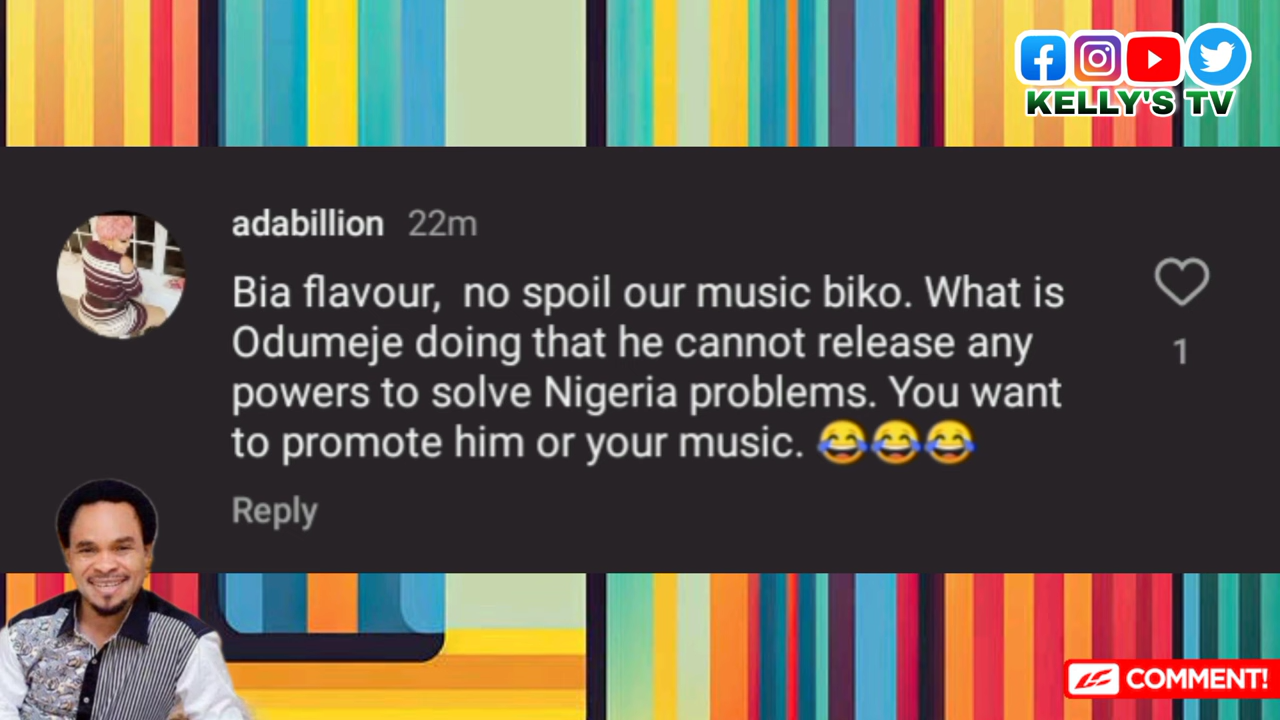 KELLY'S TV
adabillion 22m
Bia flavour, no spoil our music biko. What is
Odumeje doing that he cannot release any
powers to solve Nigeria problems. You want
to promote him or your music. 😂😂😂
1
Reply
COMMENT!